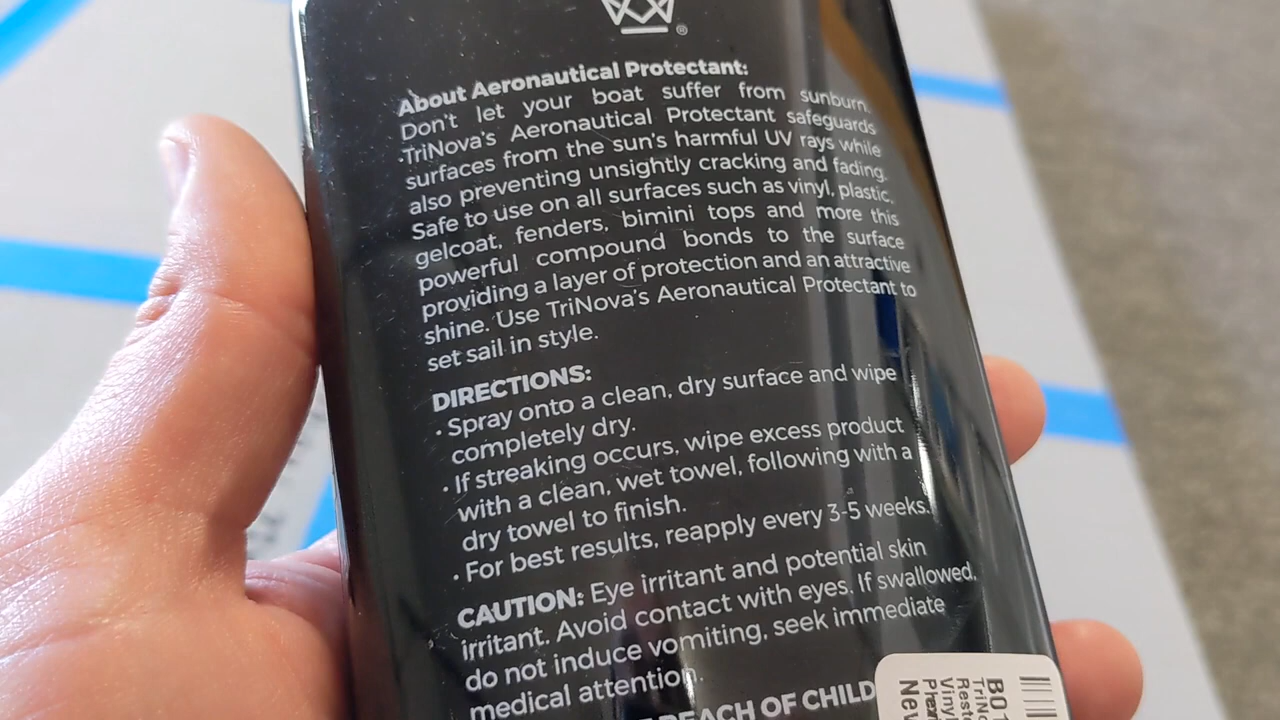 ®
About Aeronautical Protectant:
Don't let your boat suffer from sunburn.
TriNova's Aeronautical Protectant safeguards
surfaces from the sun's harmful UV rays while
also preventing unsightly cracking and fading.
Safe to use on all surfaces such as vinyl, plastic,
gelcoat, fenders, bimini tops and more this
powerful compound bonds to the surface
providing a layer of protection and an attractive
shine. Use TriNova's Aeronautical Protectant to
set sail in style.
DIRECTIONS:
• Spray onto a clean, dry surface and wipe
completely dry.
• If streaking occurs, wipe excess product
with a clean, wet towel, following with a
dry towel to finish.
• For best results, reapply every 3-5 weeks.
CAUTION: Eye irritant and potential skin
irritant. Avoid contact with eyes. If swallowed,
do not induce vomiting, seek immediate
medical attention.
REACH OF CHILD
B01
TriNo
Resto
Vinyl
New